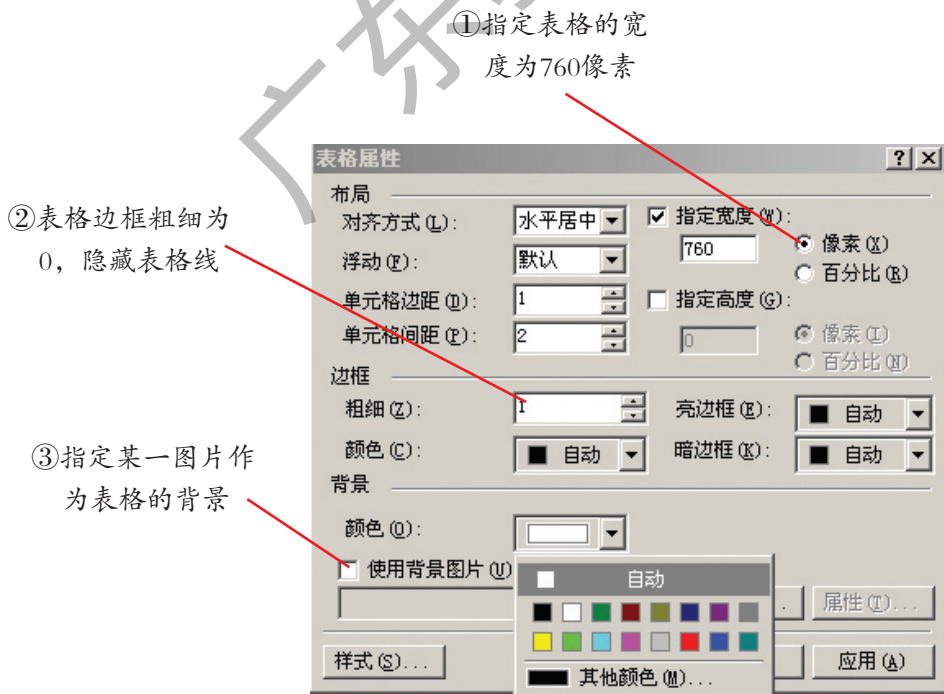 广东
①指定表格的宽
度为760像素
表格属性
布局
对齐方式(L): 水平居中 指定宽度(W):
760 像素(X)
浮动(F): 默认
百分比(R)
单元格边距(D): 1 指定高度(G):
单元格间距(P): 2 0 像素(I)
百分比(N)
②表格边框粗细为
0，隐藏表格线
边框
粗细(Z): 1 亮边框(E): 自动
颜色(C): 自动 暗边框(K): 自动
③指定某一图片作
为表格的背景
背景
颜色(O):
使用背景图片(U)
自动
属性(T)...
样式(S)... 其他颜色(M)... 应用(A)